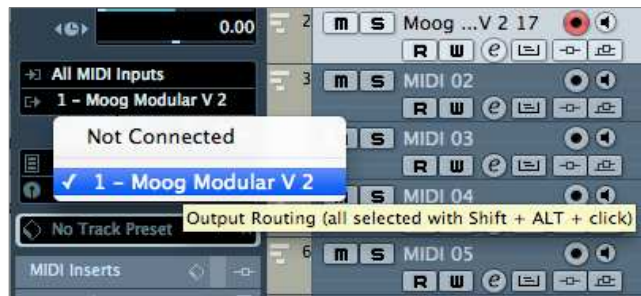 0.00
2 m S Moog ...V 2 17
R W e
All MIDI Inputs
3 m S MIDI 02
1 - Moog Modular V 2
R W e
Not Connected
S MIDI 03
R W e
✓ 1 - Moog Modular V 2
S MIDI 04
Output Routing (all selected with Shift + ALT + click)
No Track Preset
6 m S MIDI 05
MIDI Inserts
R W e